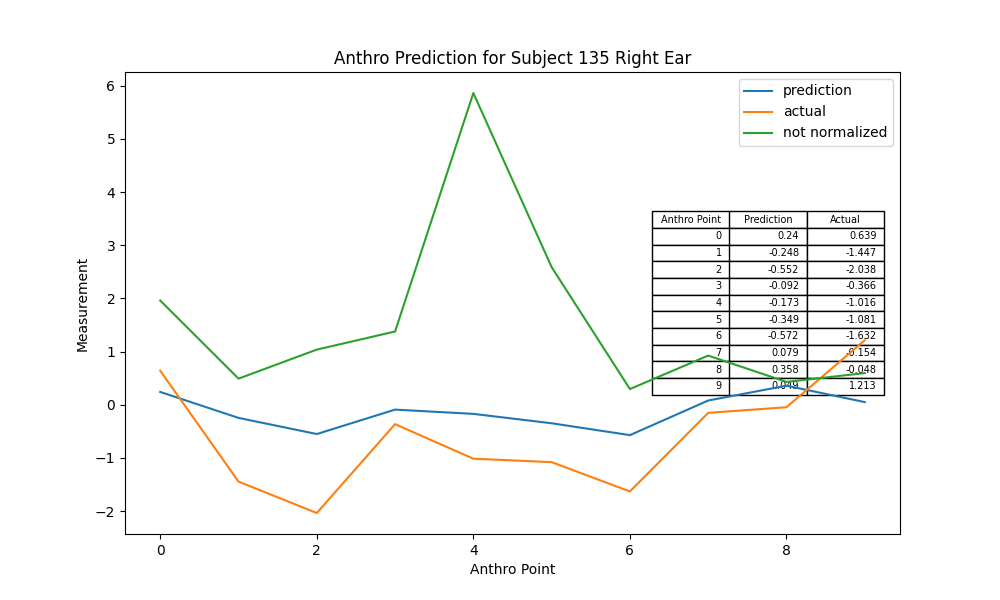 Anthro Prediction for Subject 135 Right Ear
6
5
4
3
2
1
0
−1
−2
Measurement
prediction
actual
not normalized
Anthro Point Prediction Actual
0 0.24 0.639
1 -0.248 -1.447
2 -0.552 -2.038
3 -0.092 -0.366
4 -0.173 -1.016
5 -0.349 -1.081
6 -0.572 -1.632
7 0.079 -0.154
8 0.358 -0.048
9 0.049 1.213
0 2 4 6 8
Anthro Point